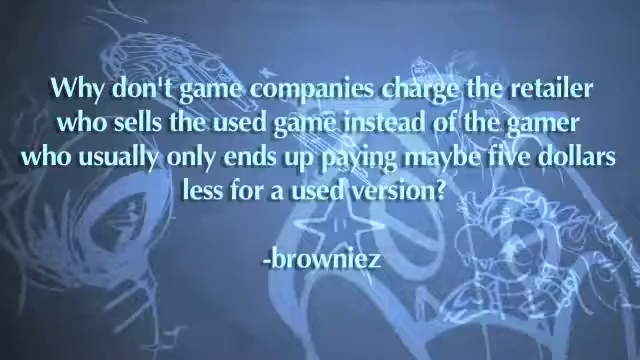 Why don't game companies charge the retailer
who sells the used game instead of the gamer
who usually only ends up paying maybe five dollars
less for a used version?
-browniez